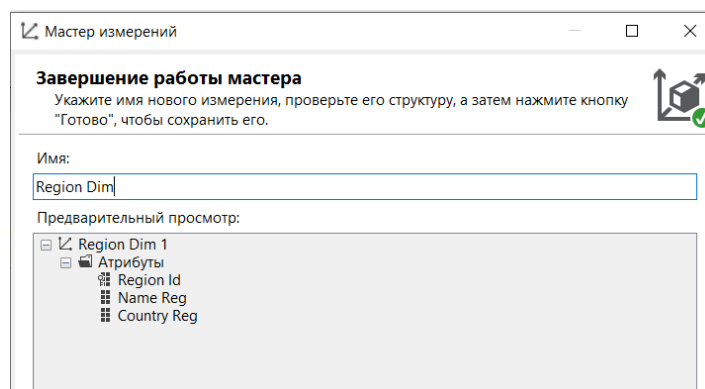 Мастер измерений
Завершение работы мастера
Укажите имя нового измерения, проверьте его структуру, а затем нажмите кнопку
"Готово", чтобы сохранить его.
Имя:
Region Dim
Предварительный просмотр:
Region Dim 1
Атрибуты
Region Id
Name Reg
Country Reg